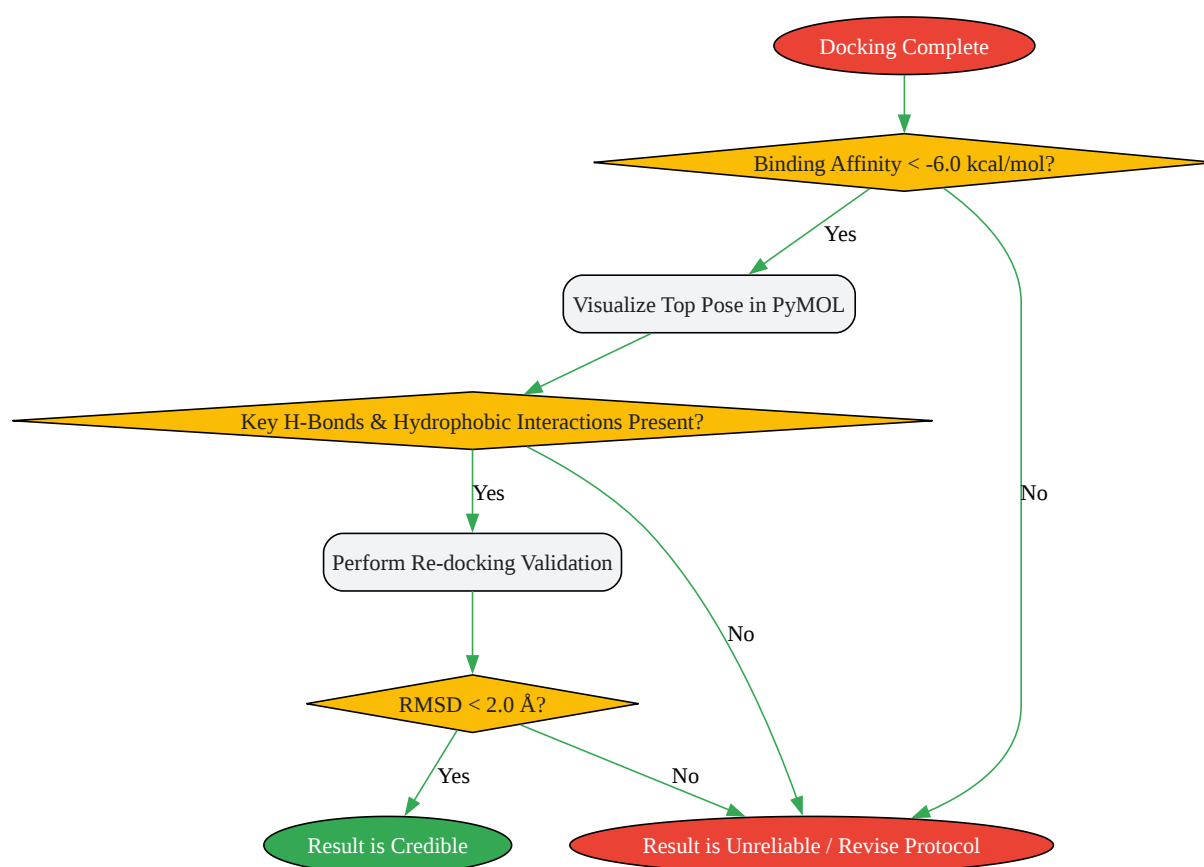 Docking Complete
Binding Affinity < -6.0 kcal/mol?
Yes
Visualize Top Pose in PyMOL
Key H-Bonds & Hydrophobic Interactions Present?
Yes
No
Perform Re-docking Validation
No
RMSD < 2.0 Å?
Yes
No
Result is Credible
Result is Unreliable / Revise Protocol